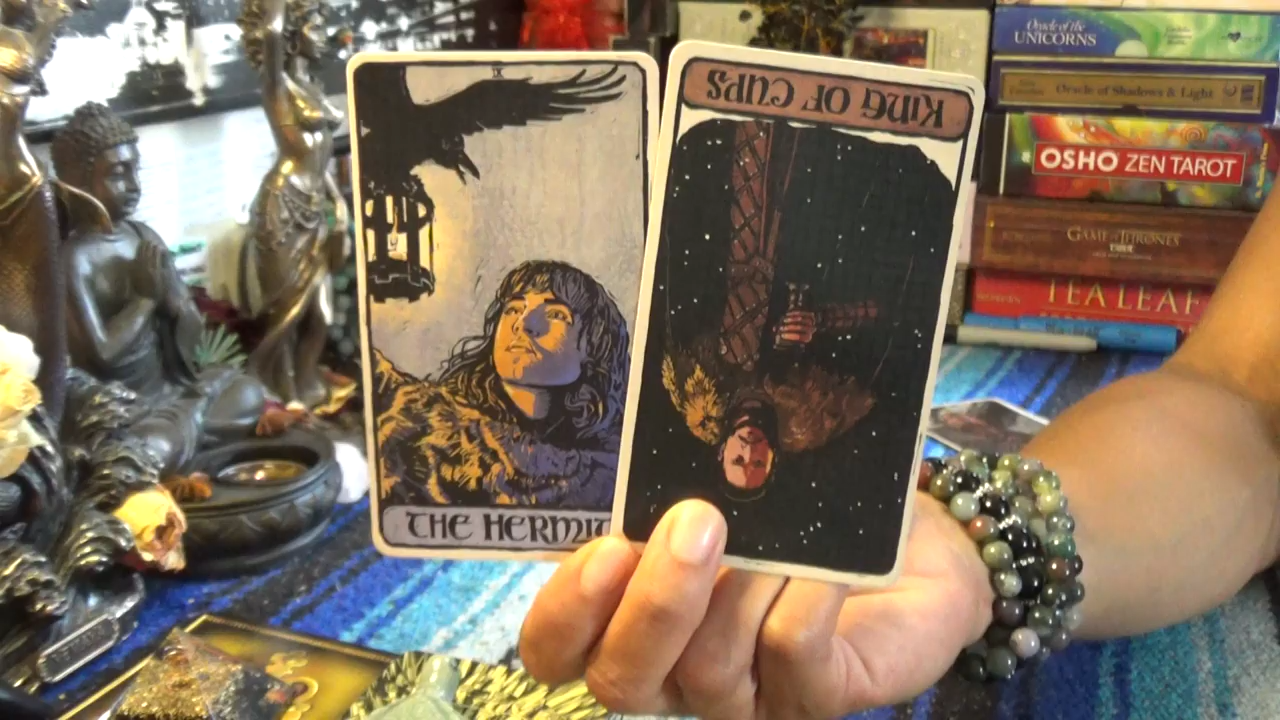 IX
THE HERMIT
KING OF CUPS
Oracle of the
UNICORNS
Oracle of Shadows & Light
OSHO ZEN TAROT
GAME OF THRONES
TAROT
TEA LEAF